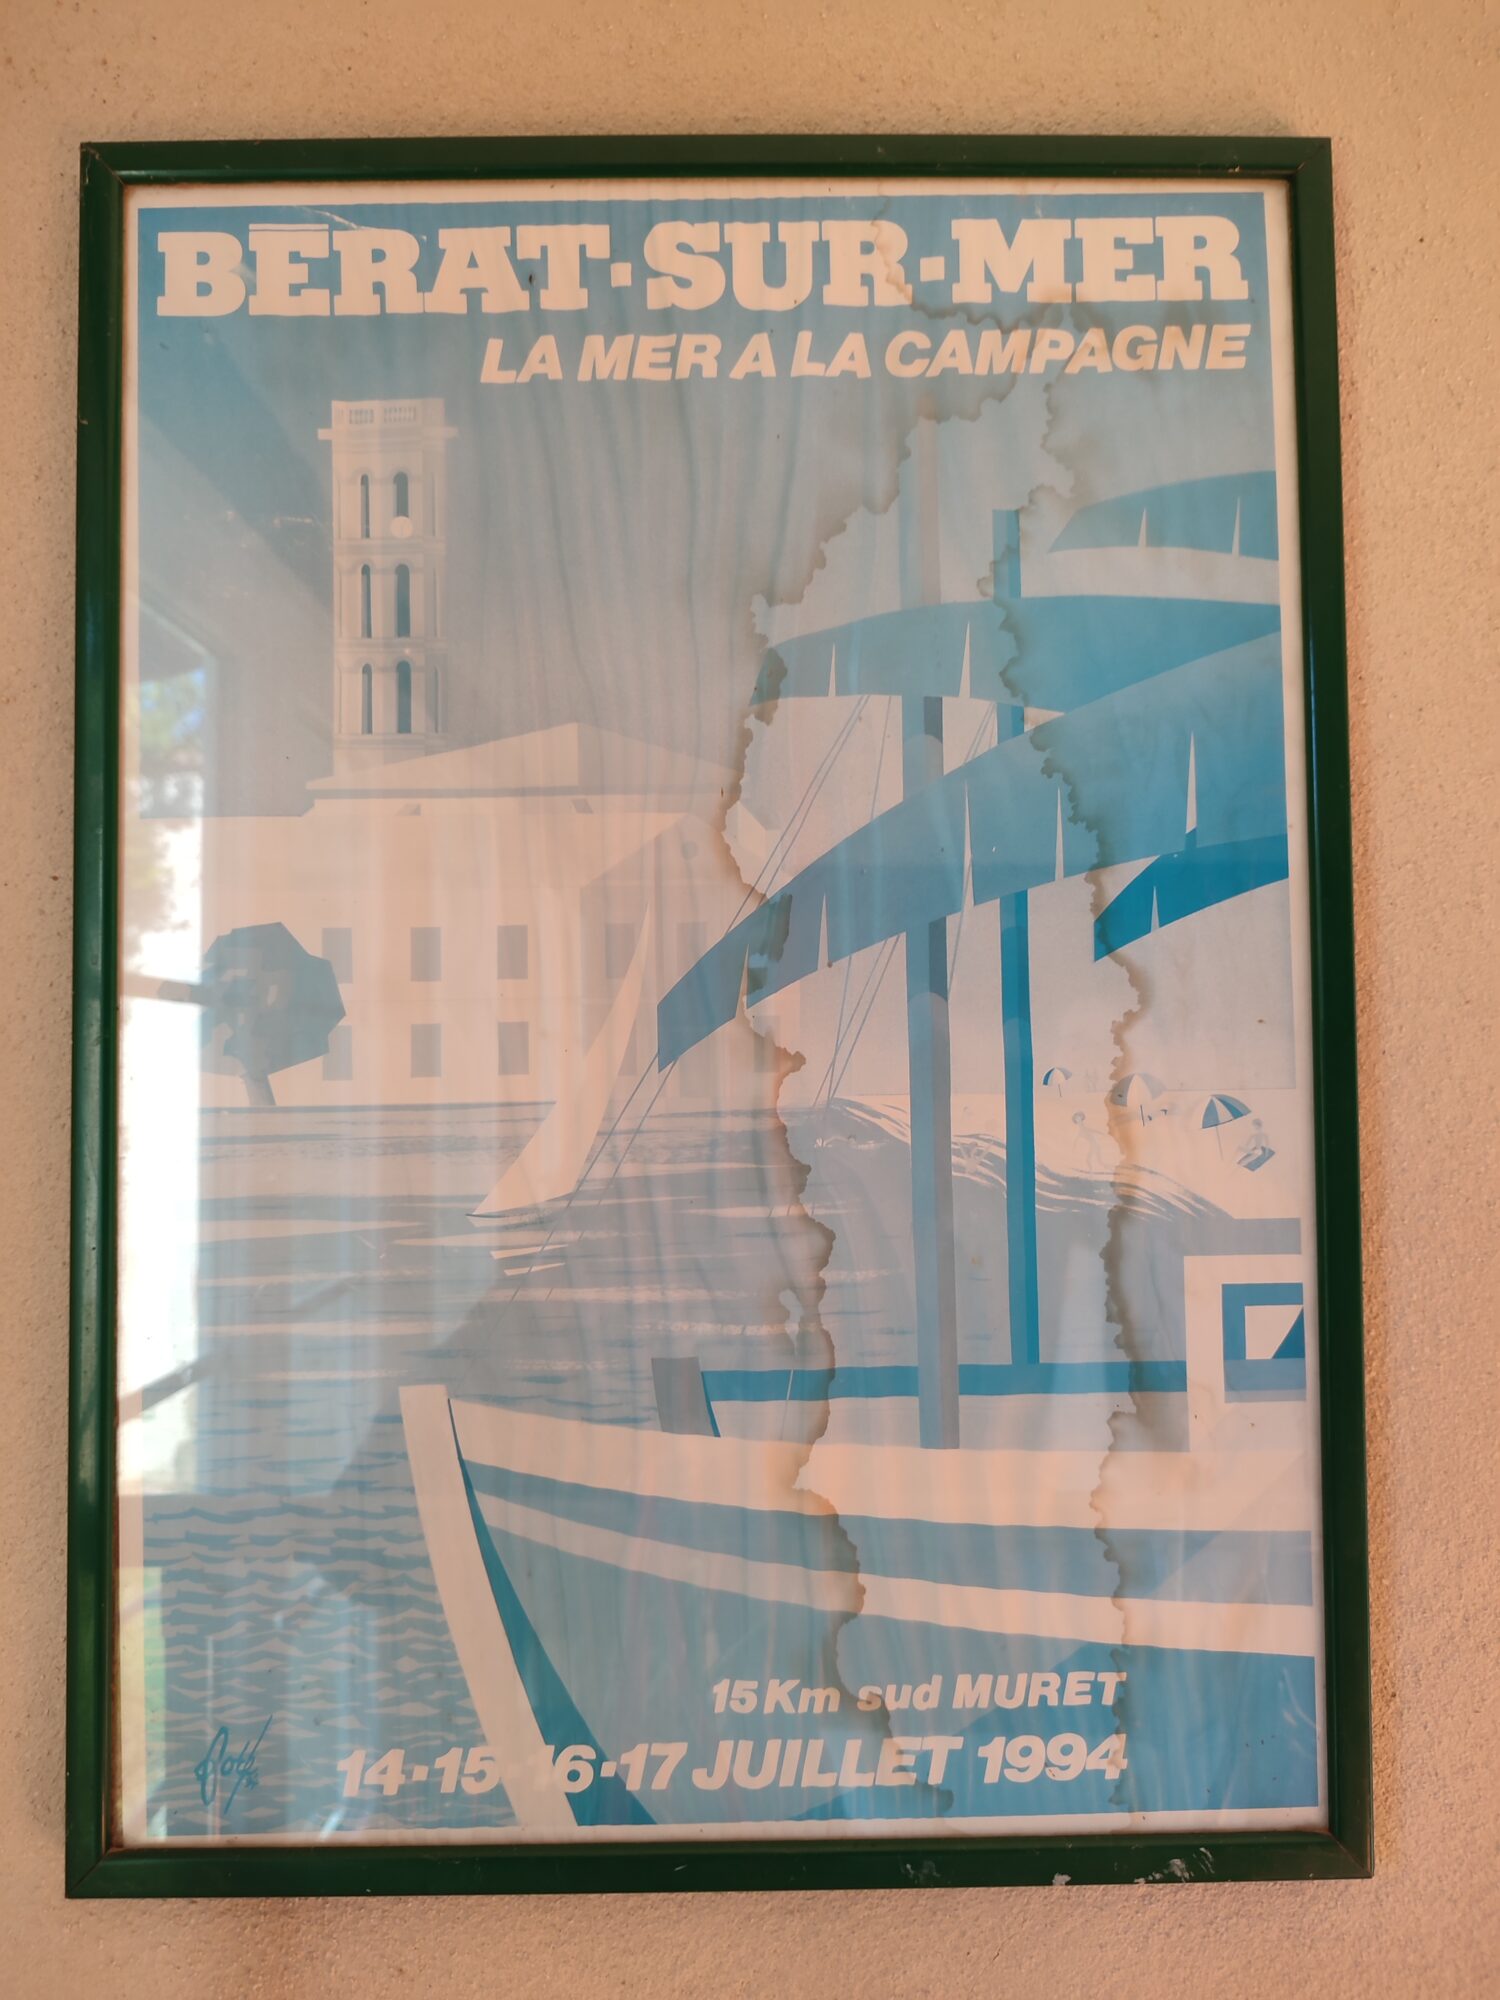 BÉRAT·SUR·MER
LA MER A LA CAMPAGNE
15 Km sud MURET
14·15·16·17 JUILLET 1994